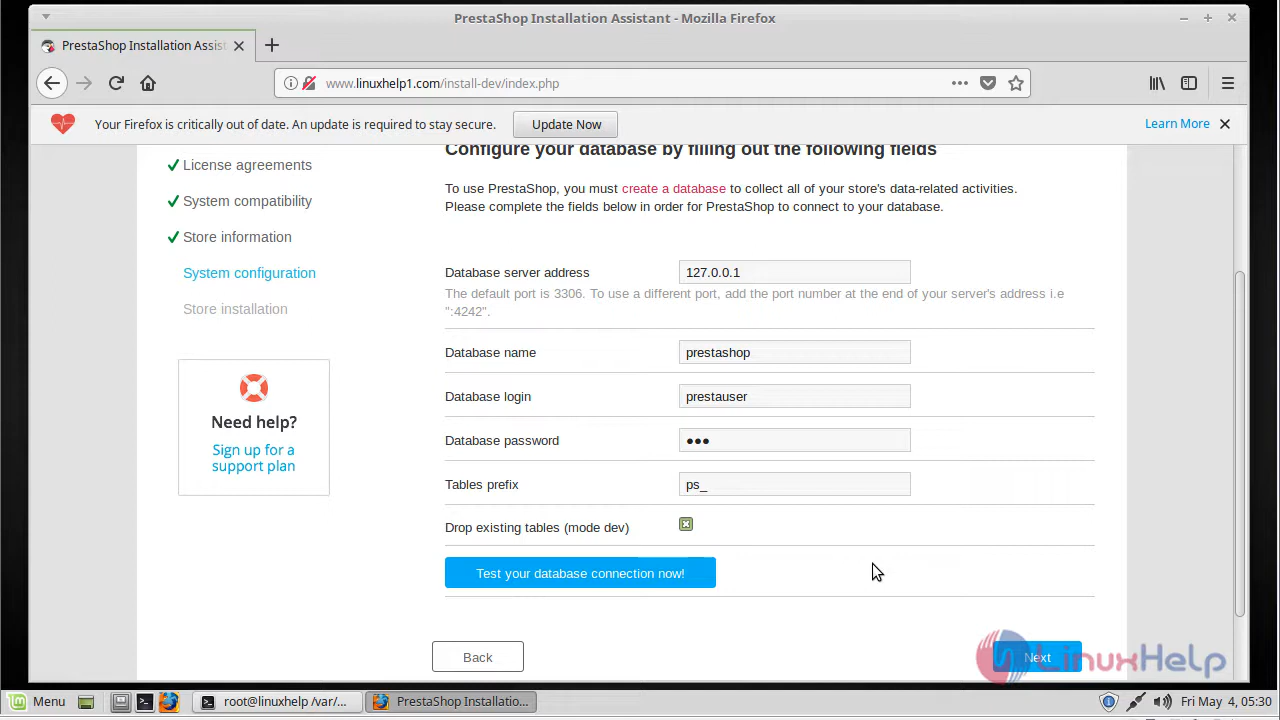 PrestaShop Installation Assistant - Mozilla Firefox
PrestaShop Installation Assist
www.linuxhelp1.com/install-dev/index.php
Your Firefox is critically out of date. An update is required to stay secure.
Update Now
Learn More
License agreements
System compatibility
Store information
System configuration
Store installation
Need help?
Sign up for a
support plan
Configure your database by filling out the following fields
To use PrestaShop, you must create a database to collect all of your store's data-related activities.
Please complete the fields below in order for PrestaShop to connect to your database.
Database server address
127.0.0.1
The default port is 3306. To use a different port, add the port number at the end of your server's address i.e
":4242".
Database name
prestashop
Database login
prestauser
Database password
●●●
Tables prefix
ps_
Drop existing tables (mode dev)
Test your database connection now!
Back
Next
LinuxHelp
Menu
root@linuxhelp /var/...
PrestaShop Installatio...
Fri May 4, 05:30